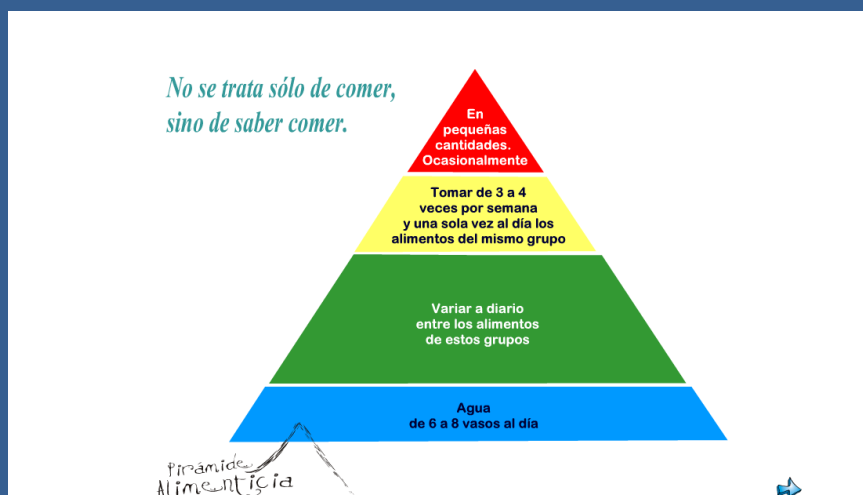 No se trata sólo de comer,
sino de saber comer.
En
pequeñas
cantidades.
Ocasionalmente
Tomar de 3 a 4
veces por semana
y una sola vez al día los
alimentos del mismo grupo
Variar a diario
entre los alimentos
de estos grupos
Agua
de 6 a 8 vasos al día
Pirámide
Alimenticia